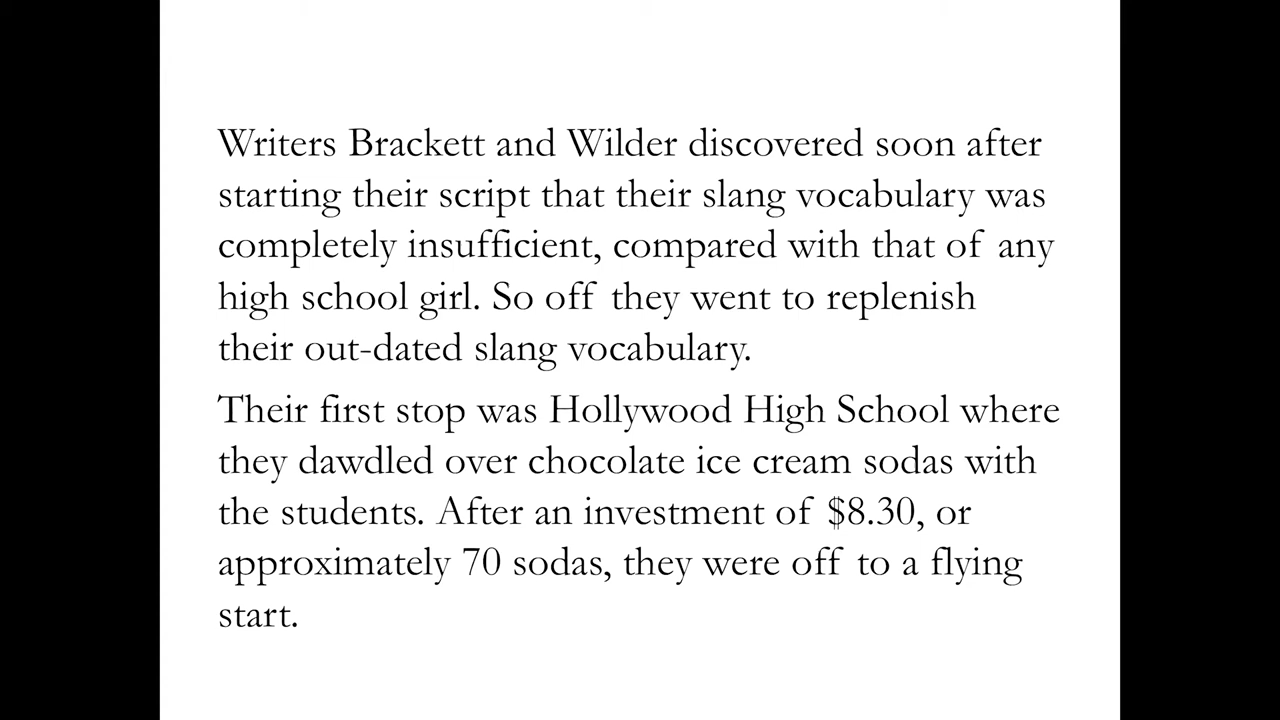 Writers Brackett and Wilder discovered soon after
starting their script that their slang vocabulary was
completely insufficient, compared with that of any
high school girl. So off they went to replenish
their out-dated slang vocabulary.
Their first stop was Hollywood High School where
they dawdled over chocolate ice cream sodas with
the students. After an investment of $8.30, or
approximately 70 sodas, they were off to a flying
start.